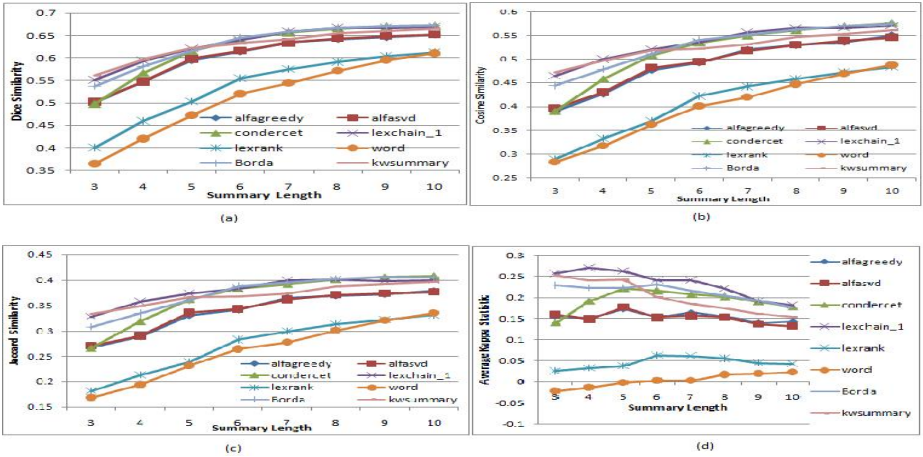 0.7
0.65
0.6
0.55
0.5
0.45
0.4
0.35
Dice Similarity
alfagreedy
alfasvd
condercet
lexchain_1
lexrank
word
Borda
kwsummary
3 4 5 6 7 8 9 10
Summary Length
(a)
0.6
0.55
0.5
0.45
0.4
0.35
0.3
0.25
Cosine Similarity
alfagreedy
alfasvd
condercet
lexchain_1
lexrank
word
Borda
kwsummary
3 4 5 6 7 8 9 10
Summary Length
(b)
0.45
0.4
0.35
0.3
0.25
0.2
0.15
Jaccard Similarity
alfagreedy
alfasvd
condercet
lexchain_1
lexrank
word
Borda
kwsummary
3 4 5 6 7 8 9 10
Summary Length
(c)
0.3
0.25
0.2
0.15
0.1
0.05
0
-0.05
-0.1
Average Kappa Statistic
3 4 5 6 7 8 9 10
Summary Length
alfagreedy
alfasvd
condercet
lexchain_1
lexrank
word
Borda
kwsummary
(d)